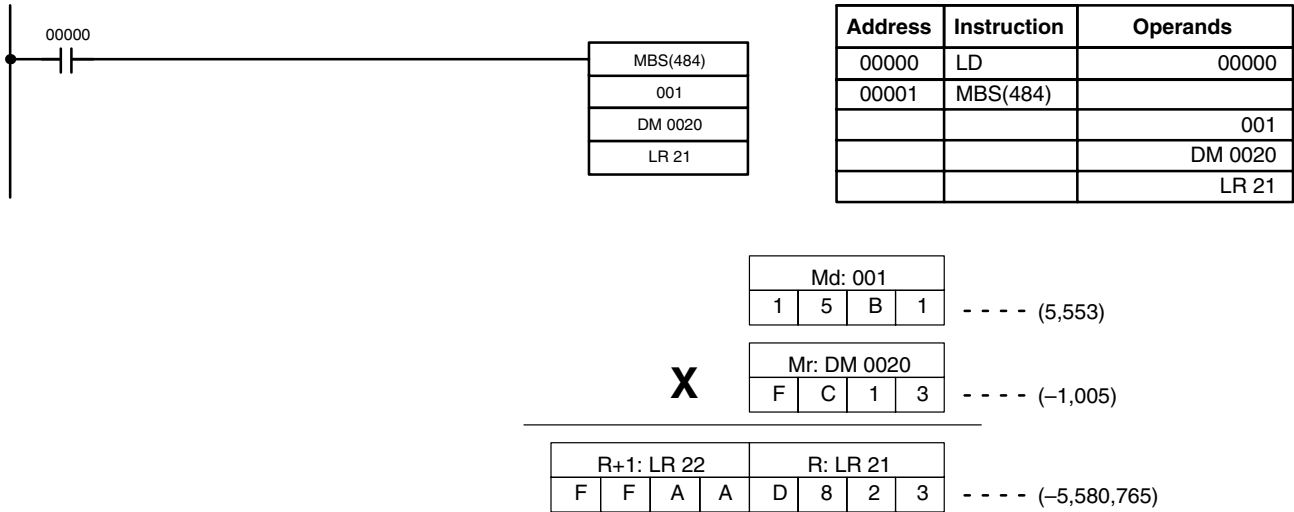 00000
MBS(484)
001
DM 0020
LR 21
Address Instruction Operands
00000 LD 00000
00001 MBS(484)
001
DM 0020
LR 21
Md: 001
1 5 B 1 - - - - (5,553)
X
Mr: DM 0020
F C 1 3 - - - - (–1,005)
R+1: LR 22 R: LR 21
F F A A D 8 2 3 - - - - (–5,580,765)